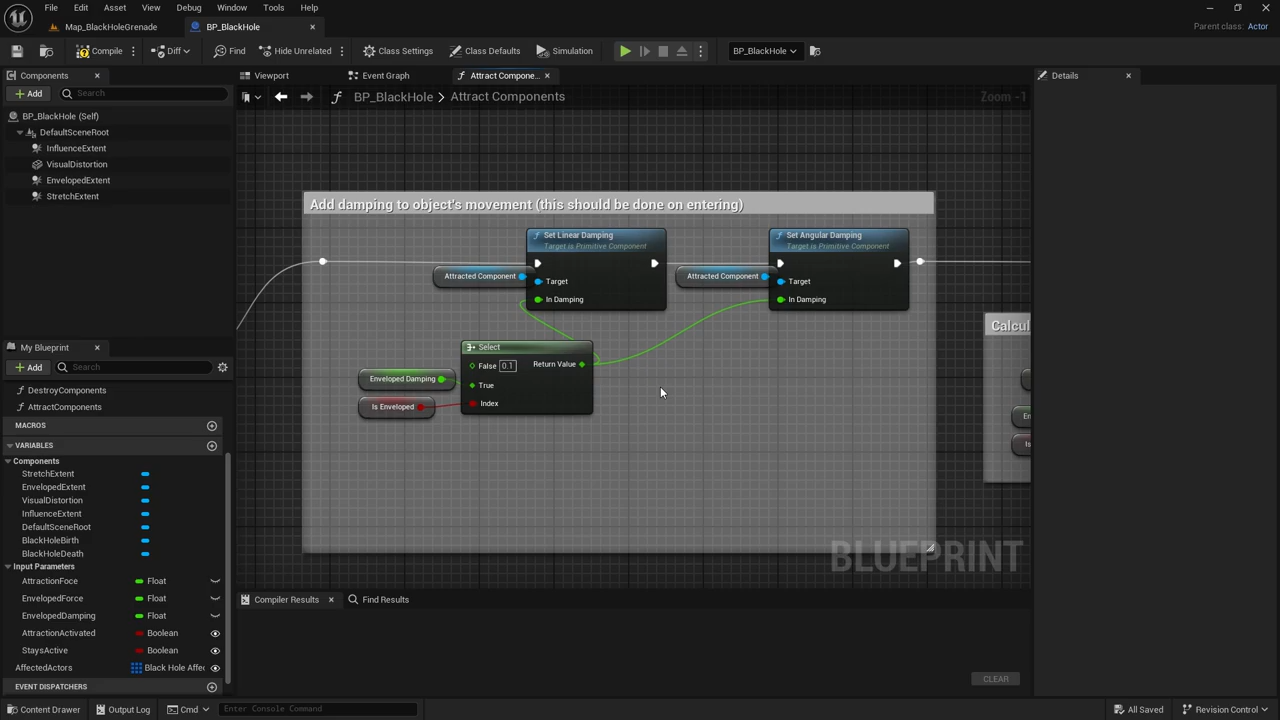 File Edit Asset View Debug Window Tools Help
Map_BlackHoleGrenade
BP_BlackHole
Parent class: Actor
Compile
Diff
Find
Hide Unrelated
Class Settings
Class Defaults
Simulation
BP_BlackHole
Components
Viewport
Event Graph
Attract Compone...
Details
Add
Search
BP_BlackHole > Attract Components
Zoom -1
BP_BlackHole (Self)
DefaultSceneRoot
InfluenceExtent
VisualDistortion
EnvelopedExtent
StretchExtent
Add damping to object's movement (this should be done on entering)
Set Linear Damping
Target is Primitive Component
Attracted Component
Target
In Damping
Set Angular Damping
Target is Primitive Component
Attracted Component
Target
In Damping
Calcul
Select
False 0.1
Return Value
Enveloped Damping
True
Is Enveloped
Index
En
Is
BLUEPRINT
My Blueprint
Add
Search
DestroyComponents
AttractComponents
MACROS
VARIABLES
Components
StretchExtent
EnvelopedExtent
VisualDistortion
InfluenceExtent
DefaultSceneRoot
BlackHoleBirth
BlackHoleDeath
Input Parameters
AttractionFoce Float
EnvelopedForce Float
EnvelopedDamping Float
AttractionActivated Boolean
StaysActive Boolean
AffectedActors Black Hole Affec
EVENT DISPATCHERS
Compiler Results
Find Results
CLEAR
Content Drawer
Output Log
Cmd
Enter Console Command
All Saved
Revision Control